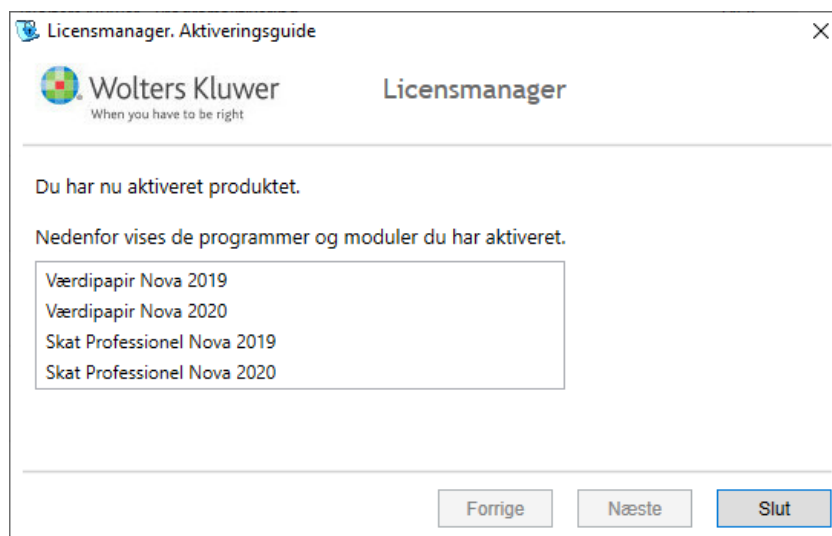 Licensmanager. Aktiveringsguide
Wolters Kluwer
When you have to be right
Licensmanager
Du har nu aktiveret produktet.
Nedenfor vises de programmer og moduler du har aktiveret.
Værdipapir Nova 2019
Værdipapir Nova 2020
Skat Professionel Nova 2019
Skat Professionel Nova 2020
Forrige
Næste
Slut